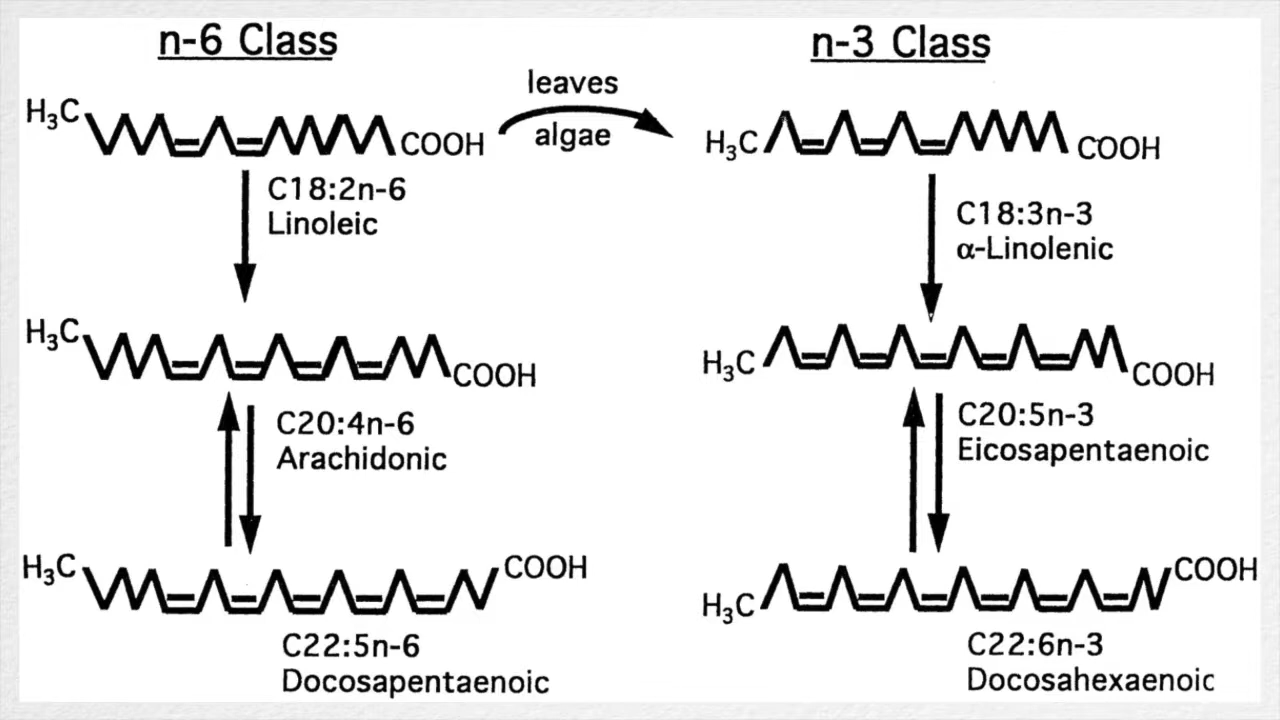 n-6 Class
n-3 Class
leaves
algae
H₃C
COOH
H₃C
COOH
C18:2n-6
Linoleic
C18:3n-3
α-Linolenic
H₃C
COOH
H₃C
COOH
C20:4n-6
Arachidonic
C20:5n-3
Eicosapentaenoic
H₃C
COOH
H₃C
COOH
C22:5n-6
Docosapentaenoic
C22:6n-3
Docosahexaenoic